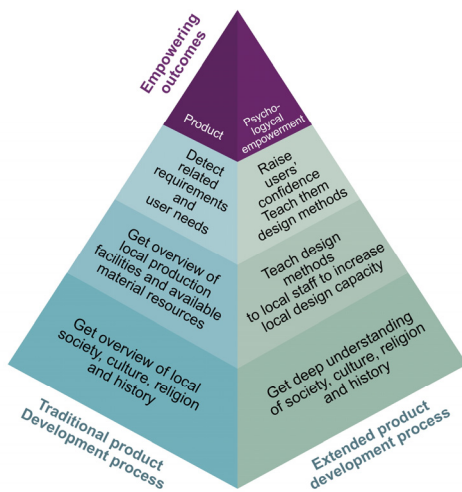 Empowering
outcomes
Product
Psycho-
logycal
empowerment
Detect
related
requirements
and
user needs
Raise
users'
confidence
Teach them
design methods
Get overview of
local production
facilities and available
material resources
Teach design
methods
to local staff to increase
local design capacity
Get overview of local
society, culture, religion
and history
Get deep understanding
of society, culture, religion
and history
Traditional product
Development process
Extended product
development process